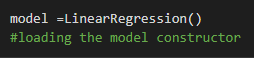 model =LinearRegression()
#loading the model constructor